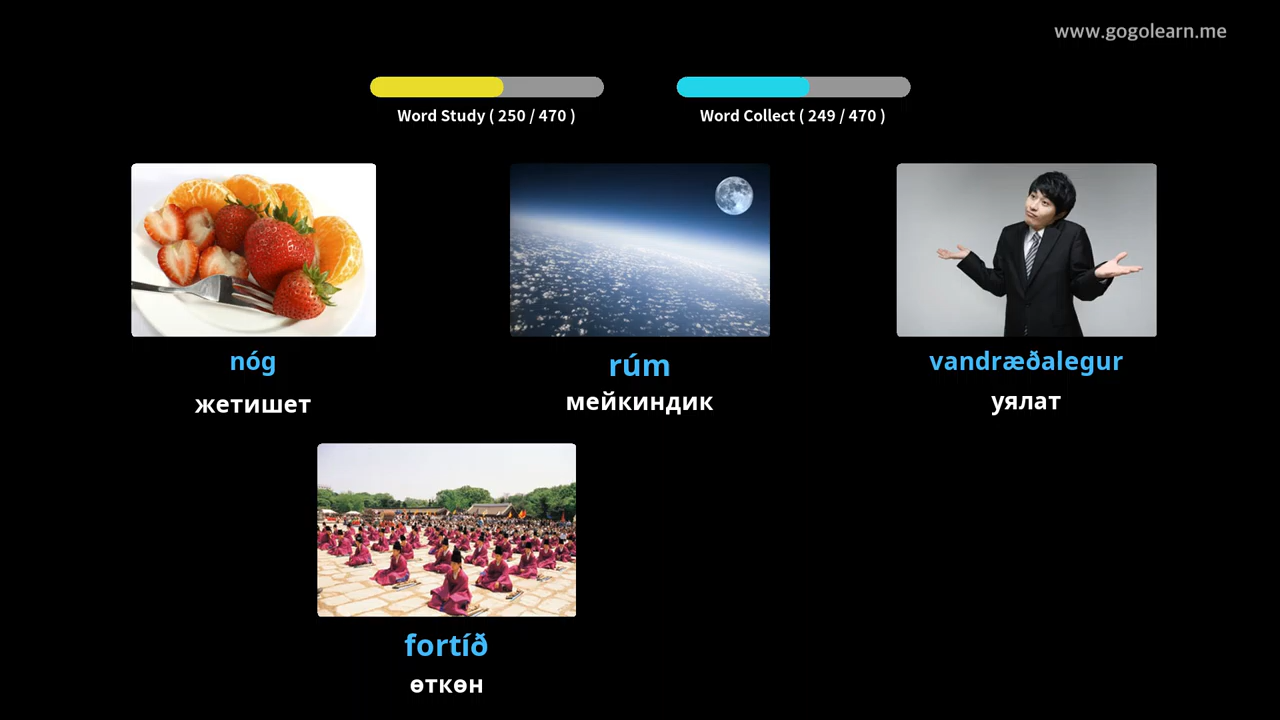 www.gogolearn.me
Word Study ( 250 / 470 )
Word Collect ( 249 / 470 )
nóg
жетишет
rúm
мейкиндик
vandræðalegur
уялат
fortíð
өткөн